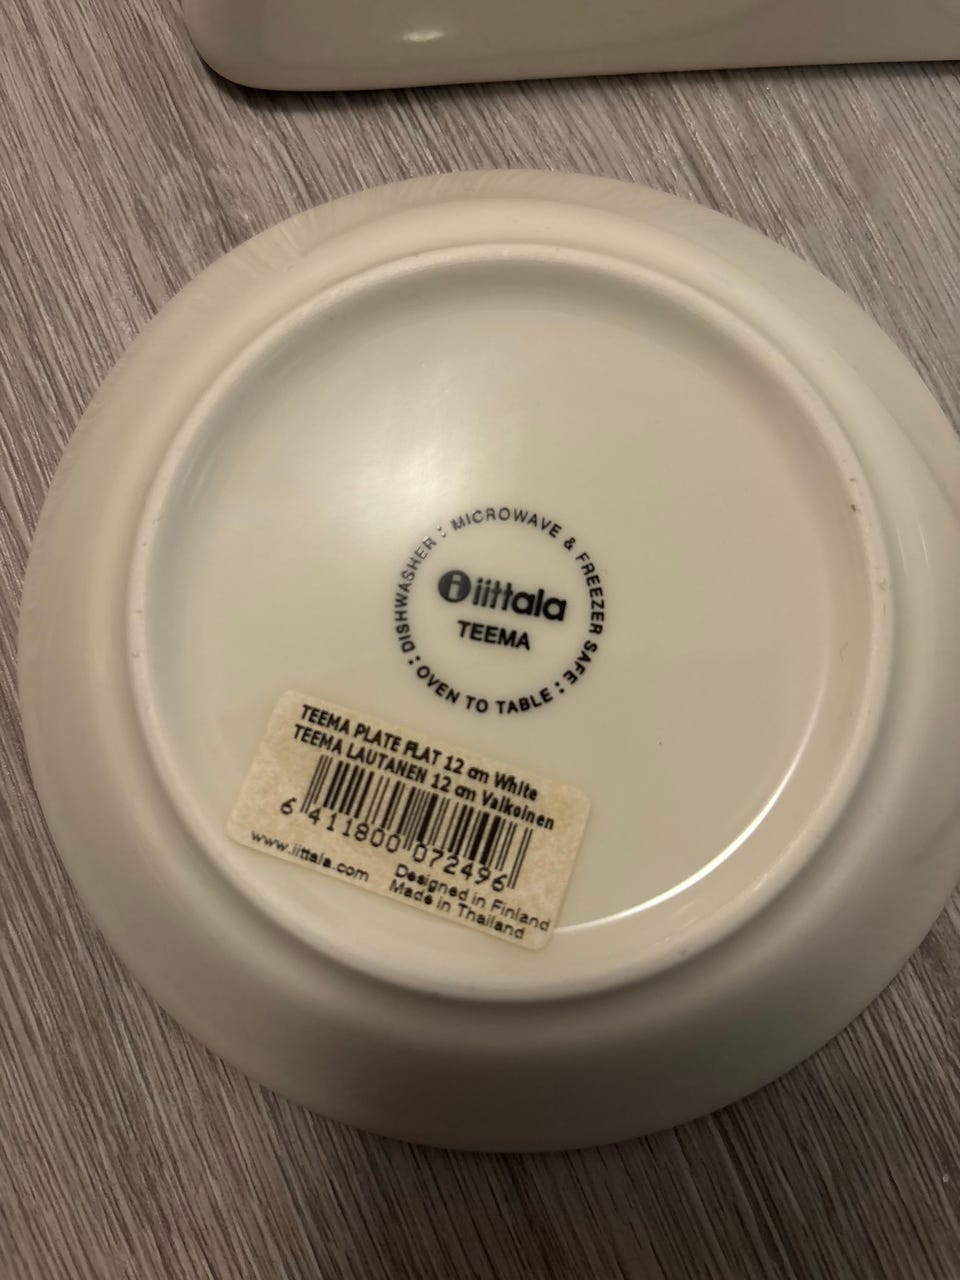 DISHWASHER : MICROWAVE & FREEZER SAFE : OVEN TO TABLE :
iittala
TEEMA
TEEMA PLATE FLAT 12 cm White
TEEMA LAUTANEN 12 cm Valkoinen
6 411800 072496
www.iittala.com
Designed in Finland
Made in Thailand